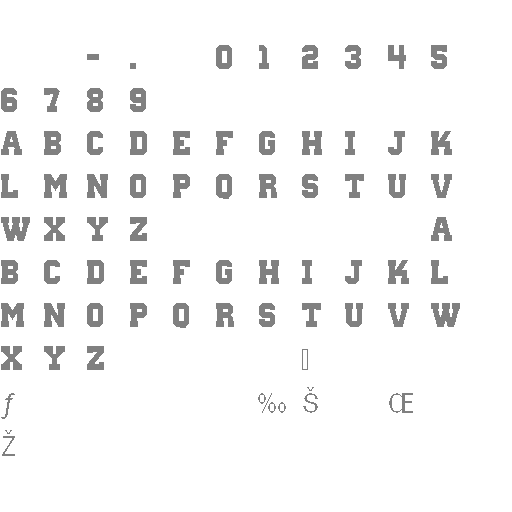 - . 0 1 2 3 4 5
6 7 8 9
A B C D E F G H I J K
L M N O P Q R S T U V
W X Y Z A
B C D E F G H I J K L
M N O P Q R S T U V W
X Y Z
ƒ ‰ Š Œ
Ž